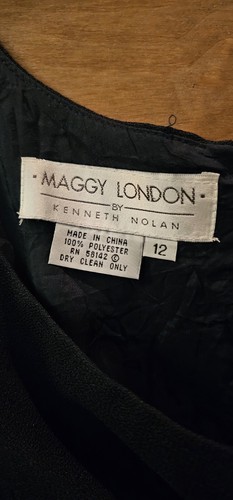 · MAGGY LONDON ·
BY
KENNETH NOLAN
MADE IN CHINA
100% POLYESTER
RN 58142 ©
DRY CLEAN ONLY
12